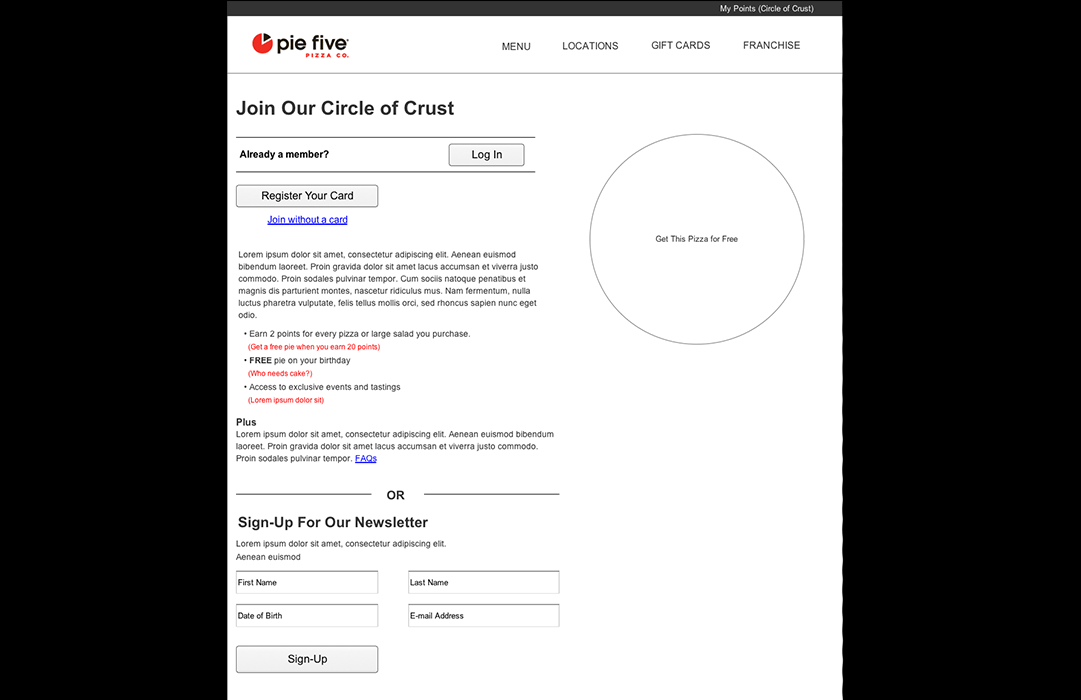 My Points (Circle of Crust)
pie five
PIZZA CO.
MENU LOCATIONS GIFT CARDS FRANCHISE
Join Our Circle of Crust
Already a member? Log In
Register Your Card
Join without a card
Get This Pizza for Free
Lorem ipsum dolor sit amet, consectetur adipiscing elit. Aenean euismod
bibendum laoreet. Proin gravida dolor sit amet lacus accumsan et viverra justo
commodo. Proin sodales pulvinar tempor. Cum sociis natoque penatibus et
magnis dis parturient montes, nascetur ridiculus mus. Nam fermentum, nulla
luctus pharetra vulputate, felis tellus mollis orci, sed rhoncus sapien nunc eget
odio.
• Earn 2 points for every pizza or large salad you purchase.
(Get a free pie when you earn 20 points)
• FREE pie on your birthday
(Who needs cake?)
• Access to exclusive events and tastings
(Lorem ipsum dolor sit)
Plus
Lorem ipsum dolor sit amet, consectetur adipiscing elit. Aenean euismod bibendum
laoreet. Proin gravida dolor sit amet lacus accumsan et viverra justo commodo.
Proin sodales pulvinar tempor. FAQs
OR
Sign-Up For Our Newsletter
Lorem ipsum dolor sit amet, consectetur adipiscing elit.
Aenean euismod
First Name Last Name
Date of Birth E-mail Address
Sign-Up